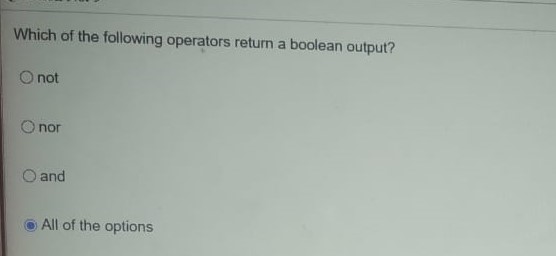 Which of the following operators return a boolean output?
not
nor
and
All of the options